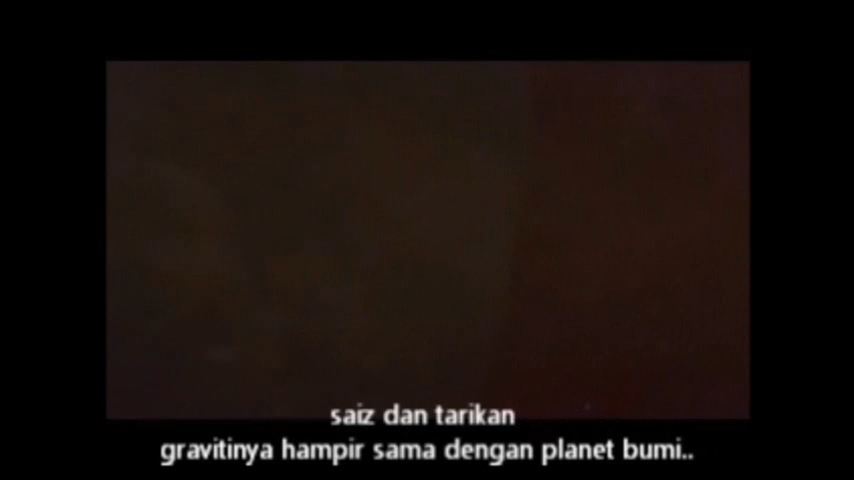 saiz dan tarikan
gravitinya hampir sama dengan planet bumi..